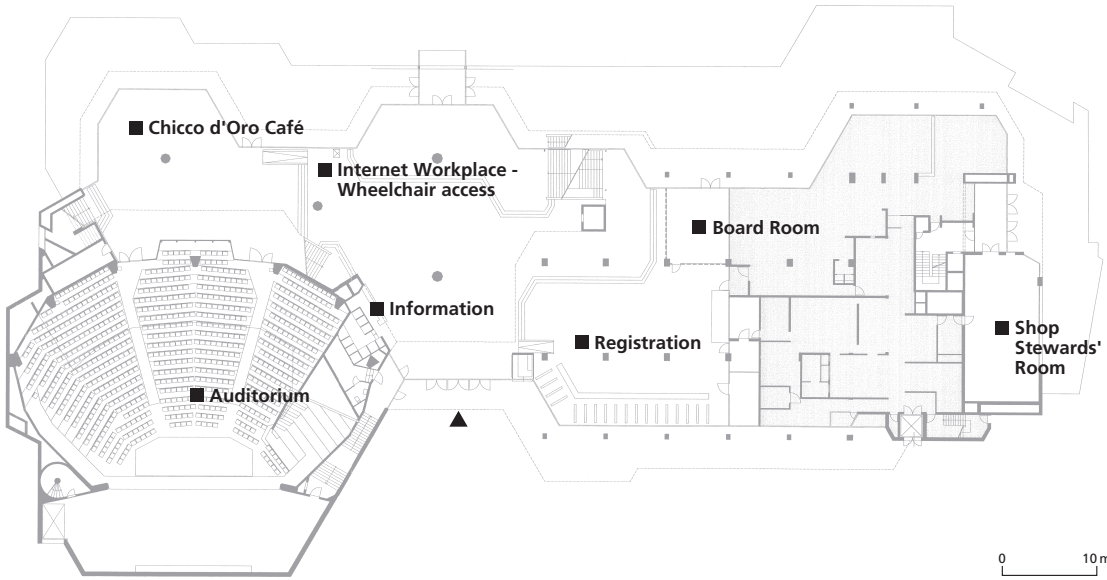 Chicco d'Oro Café
Internet Workplace -
Wheelchair access
Board Room
Information
Registration
Shop
Stewards'
Room
Auditorium
0 10 m